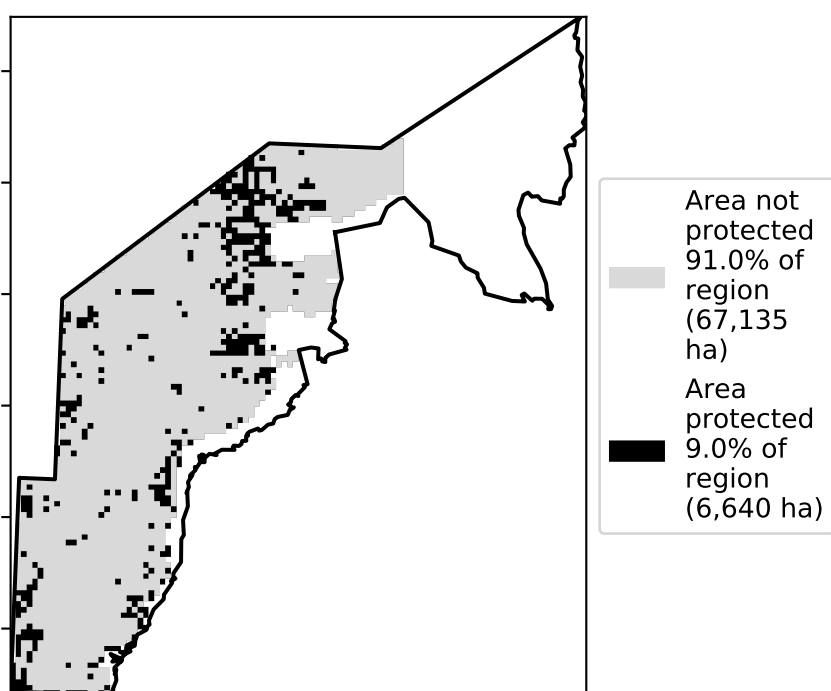 Area not
protected
91.0% of
region
(67,135
ha)
Area
protected
9.0% of
region
(6,640 ha)